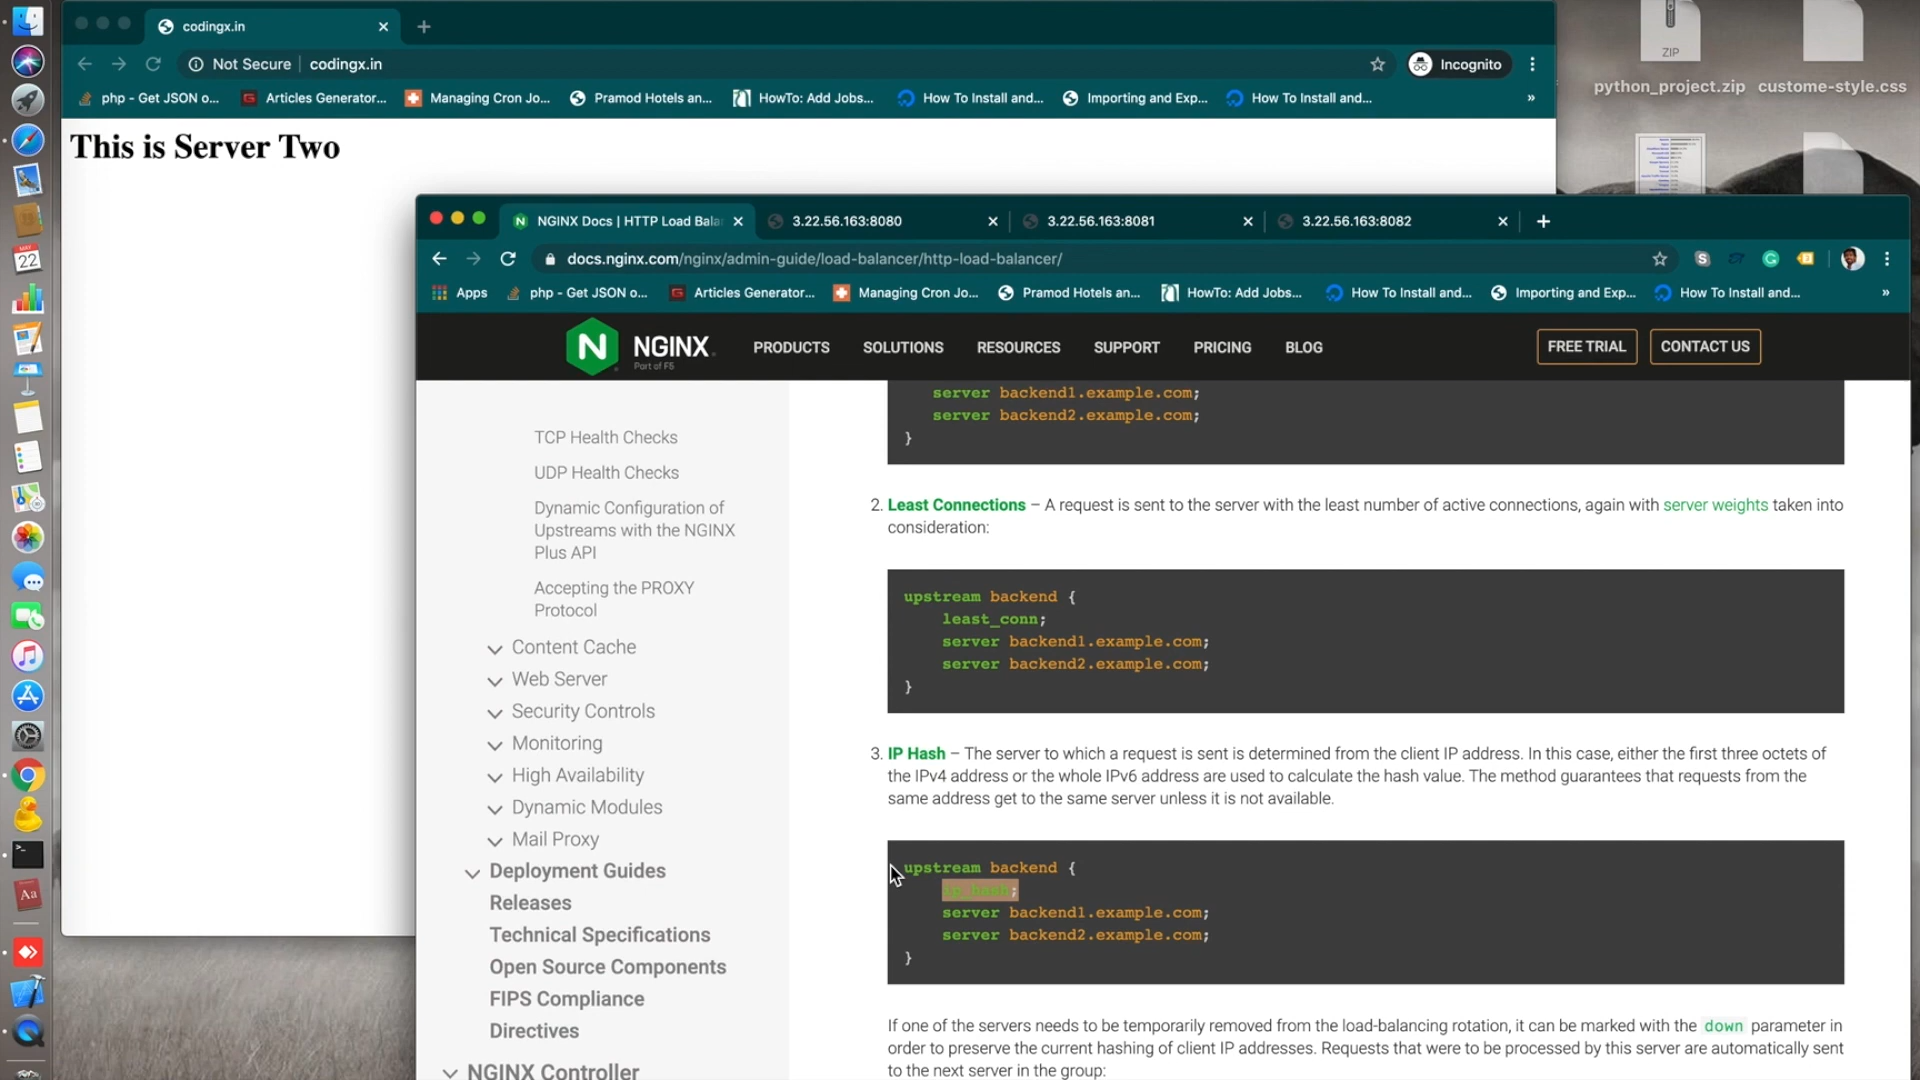 codingx.in
Not Secure
codingx.in
Incognito
php - Get JSON o...
Articles Generator...
Managing Cron Jo...
Pramod Hotels an...
HowTo: Add Jobs...
How To Install and...
Importing and Exp...
How To Install and...
»
ZIP
python_project.zip
custome-style.css
This is Server Two
NGINX Docs | HTTP Load Bala
3.22.56.163:8080
3.22.56.163:8081
3.22.56.163:8082
docs.nginx.com/nginx/admin-guide/load-balancer/http-load-balancer/
Apps
php - Get JSON o...
Articles Generator...
Managing Cron Jo...
Pramod Hotels an...
HowTo: Add Jobs...
How To Install and...
Importing and Exp...
How To Install and...
»
NGINX
Part of F5
PRODUCTS
SOLUTIONS
RESOURCES
SUPPORT
PRICING
BLOG
FREE TRIAL
CONTACT US
TCP Health Checks
UDP Health Checks
Dynamic Configuration of
Upstreams with the NGINX
Plus API
Accepting the PROXY
Protocol
Content Cache
Web Server
Security Controls
Monitoring
High Availability
Dynamic Modules
Mail Proxy
Deployment Guides
Releases
Technical Specifications
Open Source Components
FIPS Compliance
Directives
NGINX Controller
server backend1.example.com;
server backend2.example.com;
}
2. Least Connections – A request is sent to the server with the least number of active connections, again with server weights taken into
consideration:
upstream backend {
least_conn;
server backend1.example.com;
server backend2.example.com;
}
3. IP Hash – The server to which a request is sent is determined from the client IP address. In this case, either the first three octets of
the IPv4 address or the whole IPv6 address are used to calculate the hash value. The method guarantees that requests from the
same address get to the same server unless it is not available.
upstream backend {
ip_hash;
server backend1.example.com;
server backend2.example.com;
}
If one of the servers needs to be temporarily removed from the load-balancing rotation, it can be marked with the down parameter in
order to preserve the current hashing of client IP addresses. Requests that were to be processed by this server are automatically sent
to the next server in the group:
MAY
22
Aa